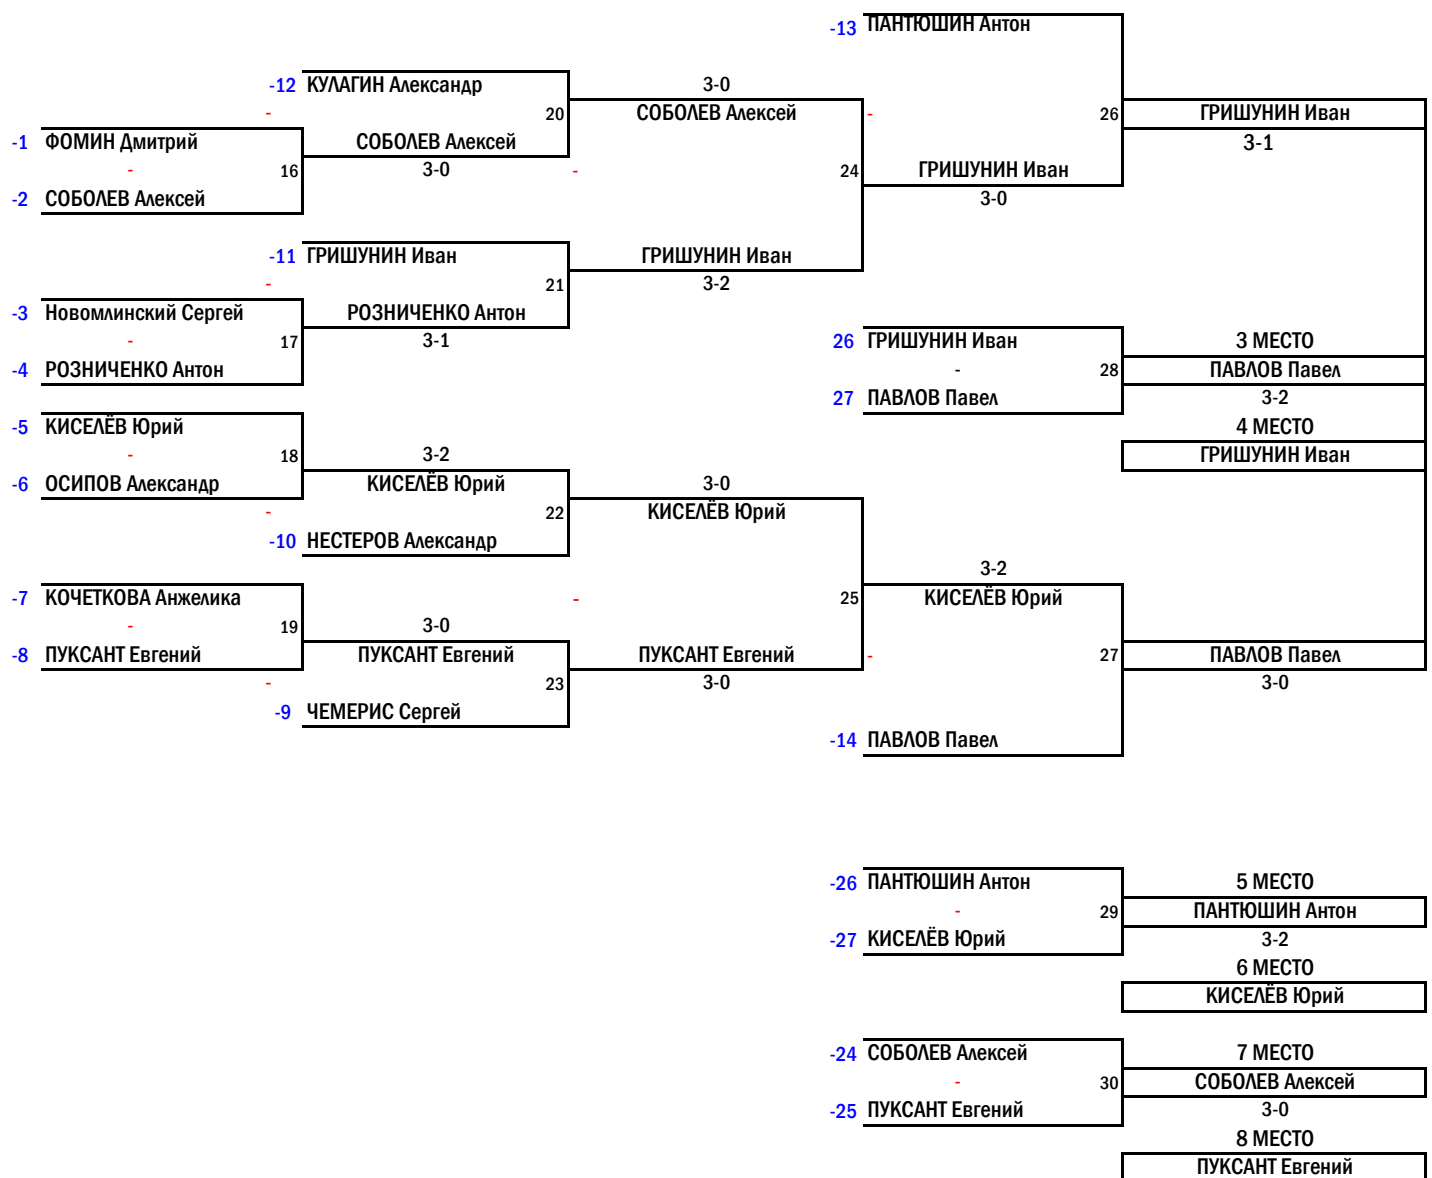 -13 ПАНТЮШИН Антон
-12 КУЛАГИН Александр 3-0
- 20 СОБОЛЕВ Алексей - 26 ГРИШУНИН Иван
-1 ФОМИН Дмитрий СОБОЛЕВ Алексей 3-1
- 16 3-0 - 24 ГРИШУНИН Иван
-2 СОБОЛЕВ Алексей 3-0
-11 ГРИШУНИН Иван ГРИШУНИН Иван
- 21 3-2
-3 Новомлинский Сергей РОЗНИЧЕНКО Антон
- 17 3-1 26 ГРИШУНИН Иван 3 МЕСТО
-4 РОЗНИЧЕНКО Антон - 28 ПАВЛОВ Павел
27 ПАВЛОВ Павел 3-2
-5 КИСЕЛЁВ Юрий 4 МЕСТО
- 18 3-2 ГРИШУНИН Иван
-6 ОСИПОВ Александр КИСЕЛЁВ Юрий 3-0
- 22 КИСЕЛЁВ Юрий
-10 НЕСТЕРОВ Александр
3-2
-7 КОЧЕТКОВА Анжелика - 25 КИСЕЛЁВ Юрий
- 19 3-0
-8 ПУКСАНТ Евгений ПУКСАНТ Евгений ПУКСАНТ Евгений - 27 ПАВЛОВ Павел
- 23 3-0 3-0
-9 ЧЕМЕРИС Сергей
-14 ПАВЛОВ Павел
-26 ПАНТЮШИН Антон 5 МЕСТО
- 29 ПАНТЮШИН Антон
-27 КИСЕЛЁВ Юрий 3-2
6 МЕСТО
КИСЕЛЁВ Юрий
-24 СОБОЛЕВ Алексей 7 МЕСТО
- 30 СОБОЛЕВ Алексей
-25 ПУКСАНТ Евгений 3-0
8 МЕСТО
ПУКСАНТ Евгений